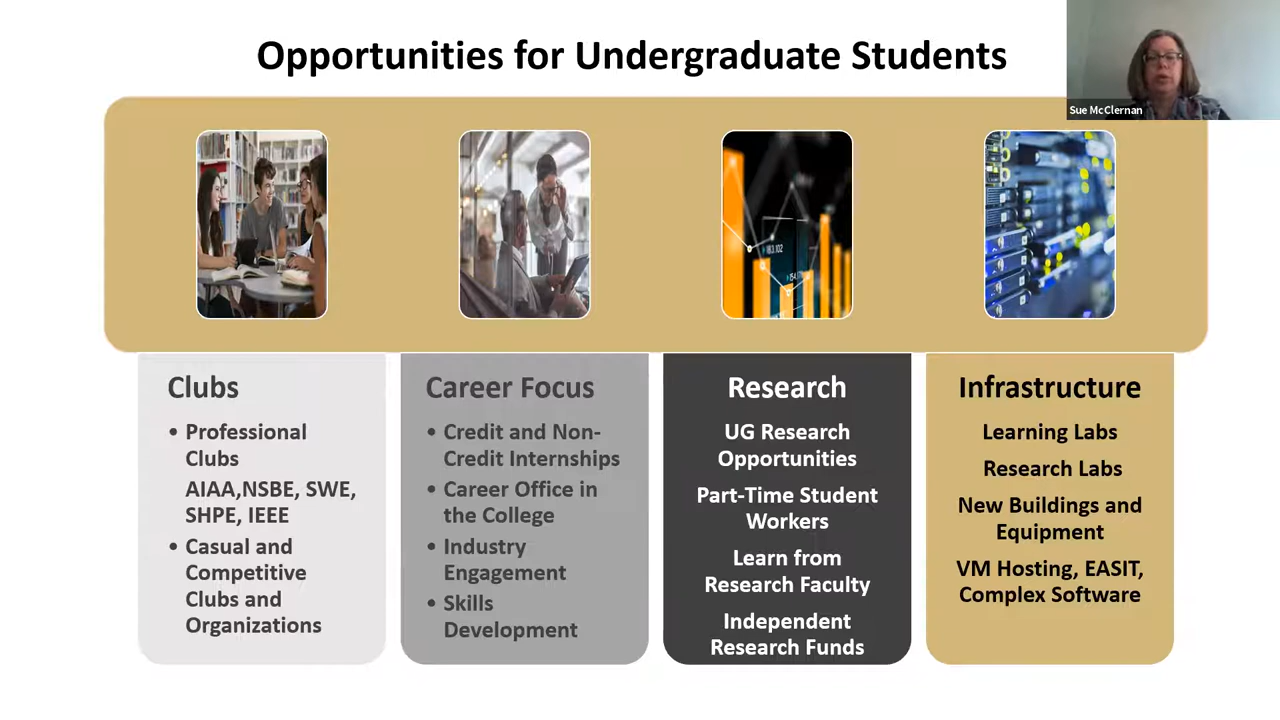 Opportunities for Undergraduate Students
Sue McClernan
183.102
Clubs
• Professional
Clubs
AIAA,NSBE, SWE,
SHPE, IEEE
• Casual and
Competitive
Clubs and
Organizations
Career Focus
• Credit and Non-
Credit Internships
• Career Office in
the College
• Industry
Engagement
• Skills
Development
Research
UG Research
Opportunities
Part-Time Student
Workers
Learn from
Research Faculty
Independent
Research Funds
Infrastructure
Learning Labs
Research Labs
New Buildings and
Equipment
VM Hosting, EASIT,
Complex Software